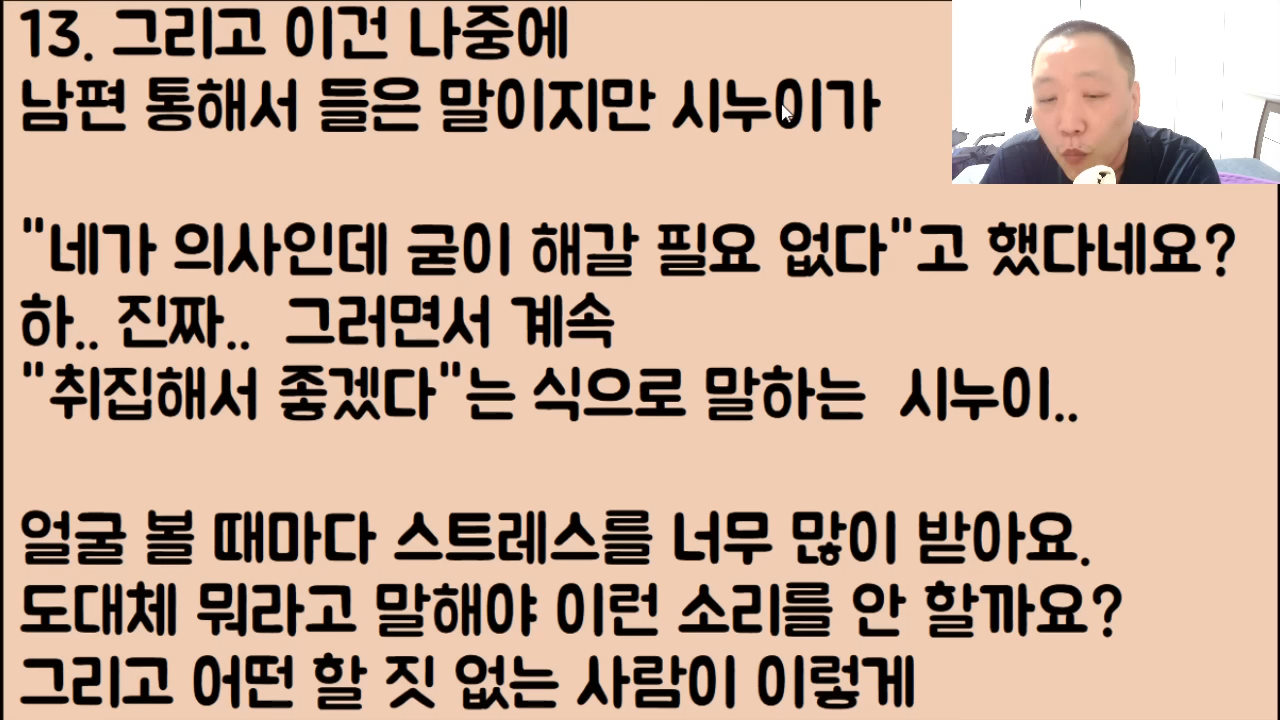 13. 그리고 이건 나중에
남편 통해서 들은 말이지만 시누이가
"네가 의사인데 굳이 해갈 필요 없다"고 했다네요?
하.. 진짜.. 그러면서 계속
"취집해서 좋겠다"는 식으로 말하는 시누이..
얼굴 볼 때마다 스트레스를 너무 많이 받아요.
도대체 뭐라고 말해야 이런 소리를 안 할까요?
그리고 어떤 할 짓 없는 사람이 이렇게